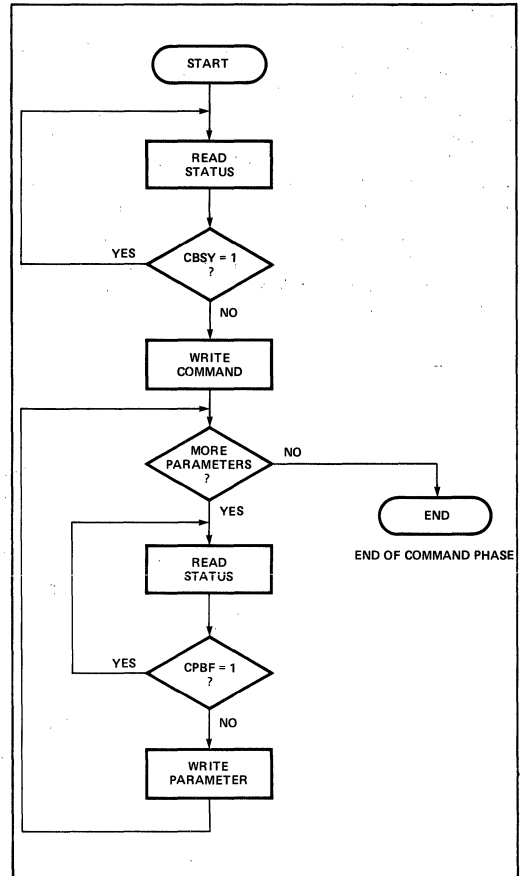 START
READ
STATUS
YES
CBSY = 1
?
NO
WRITE
COMMAND
MORE
PARAMETERS
?
NO
YES
END
END OF COMMAND PHASE
READ
STATUS
YES
CPBF = 1
?
NO
WRITE
PARAMETER